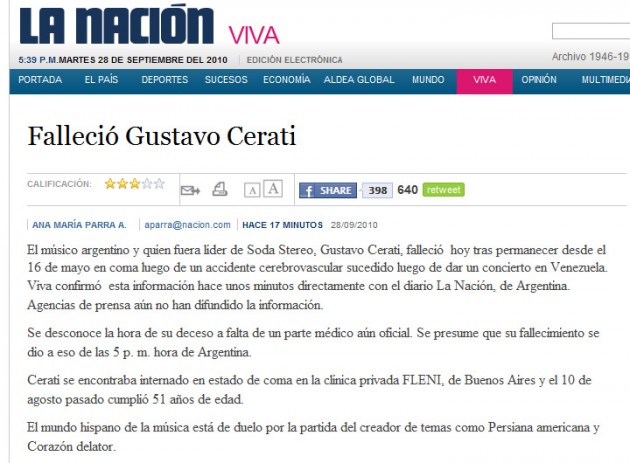 LA NACIÓN VIVA
5:39 P.M. MARTES 28 DE SEPTIEMBRE DEL 2010 | EDICIÓN ELECTRÓNICA
Archivo 1946-19
PORTADA EL PAÍS DEPORTES SUCESOS ECONOMÍA ALDEA GLOBAL MUNDO VIVA OPINIÓN MULTIMEDIA
Falleció Gustavo Cerati
CALIFICACIÓN: A A f SHARE 398 640 retweet
ANA MARÍA PARRA A. | aparra@nacion.com | HACE 17 MINUTOS 28/09/2010
El músico argentino y quien fuera lider de Soda Stereo, Gustavo Cerati, falleció hoy tras permanecer desde el
16 de mayo en coma luego de un accidente cerebrovascular sucedido luego de dar un concierto en Venezuela.
Viva confirmó esta información hace unos minutos directamente con el diario La Nación, de Argentina.
Agencias de prensa aún no han difundido la información.
Se desconoce la hora de su deceso a falta de un parte médico aún oficial. Se presume que su fallecimiento se
dio a eso de las 5 p. m. hora de Argentina.
Cerati se encontraba internado en estado de coma en la clínica privada FLENI, de Buenos Aires y el 10 de
agosto pasado cumplió 51 años de edad.
El mundo hispano de la música está de duelo por la partida del creador de temas como Persiana americana y
Corazón delator.